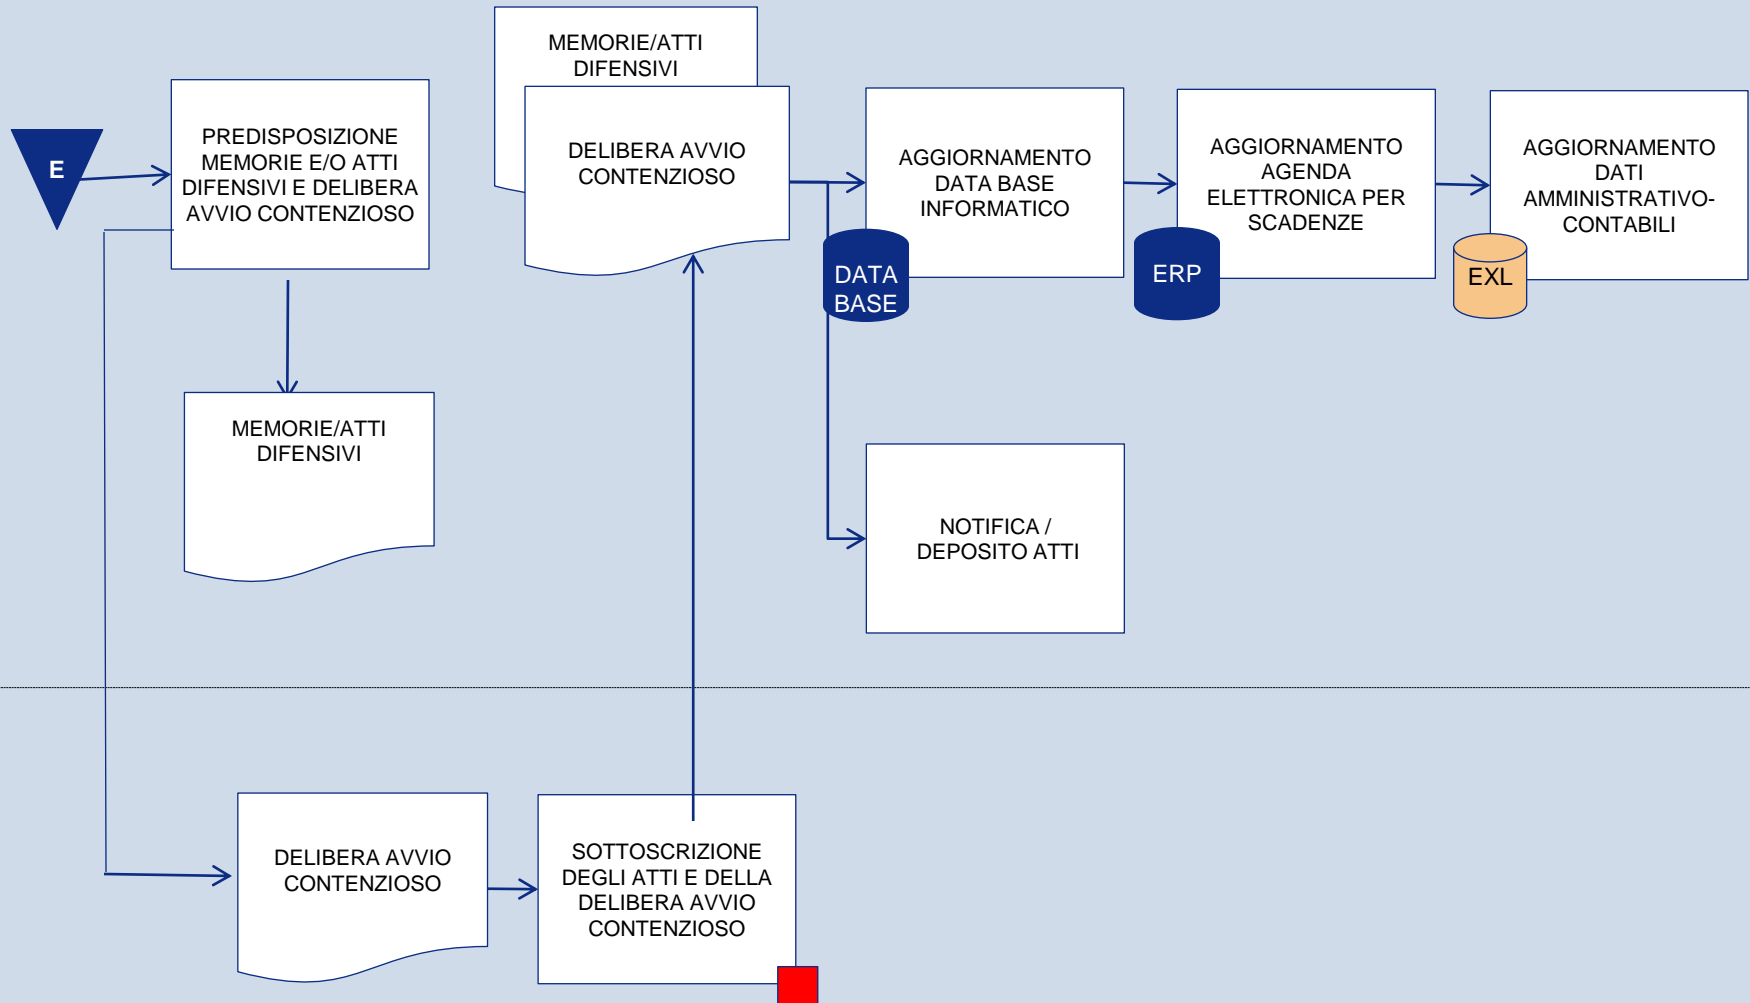 E
PREDISPOSIZIONE
MEMORIE E/O ATTI
DIFENSIVI E DELIBERA
AVVIO CONTENZIOSO
MEMORIE/ATTI
DIFENSIVI
DELIBERA AVVIO
CONTENZIOSO
AGGIORNAMENTO
DATA BASE
INFORMATICO
DATA
BASE
AGGIORNAMENTO
AGENDA
ELETTRONICA PER
SCADENZE
ERP
AGGIORNAMENTO
DATI
AMMINISTRATIVO-
CONTABILI
EXL
MEMORIE/ATTI
DIFENSIVI
NOTIFICA /
DEPOSITO ATTI
DELIBERA AVVIO
CONTENZIOSO
SOTTOSCRIZIONE
DEGLI ATTI E DELLA
DELIBERA AVVIO
CONTENZIOSO